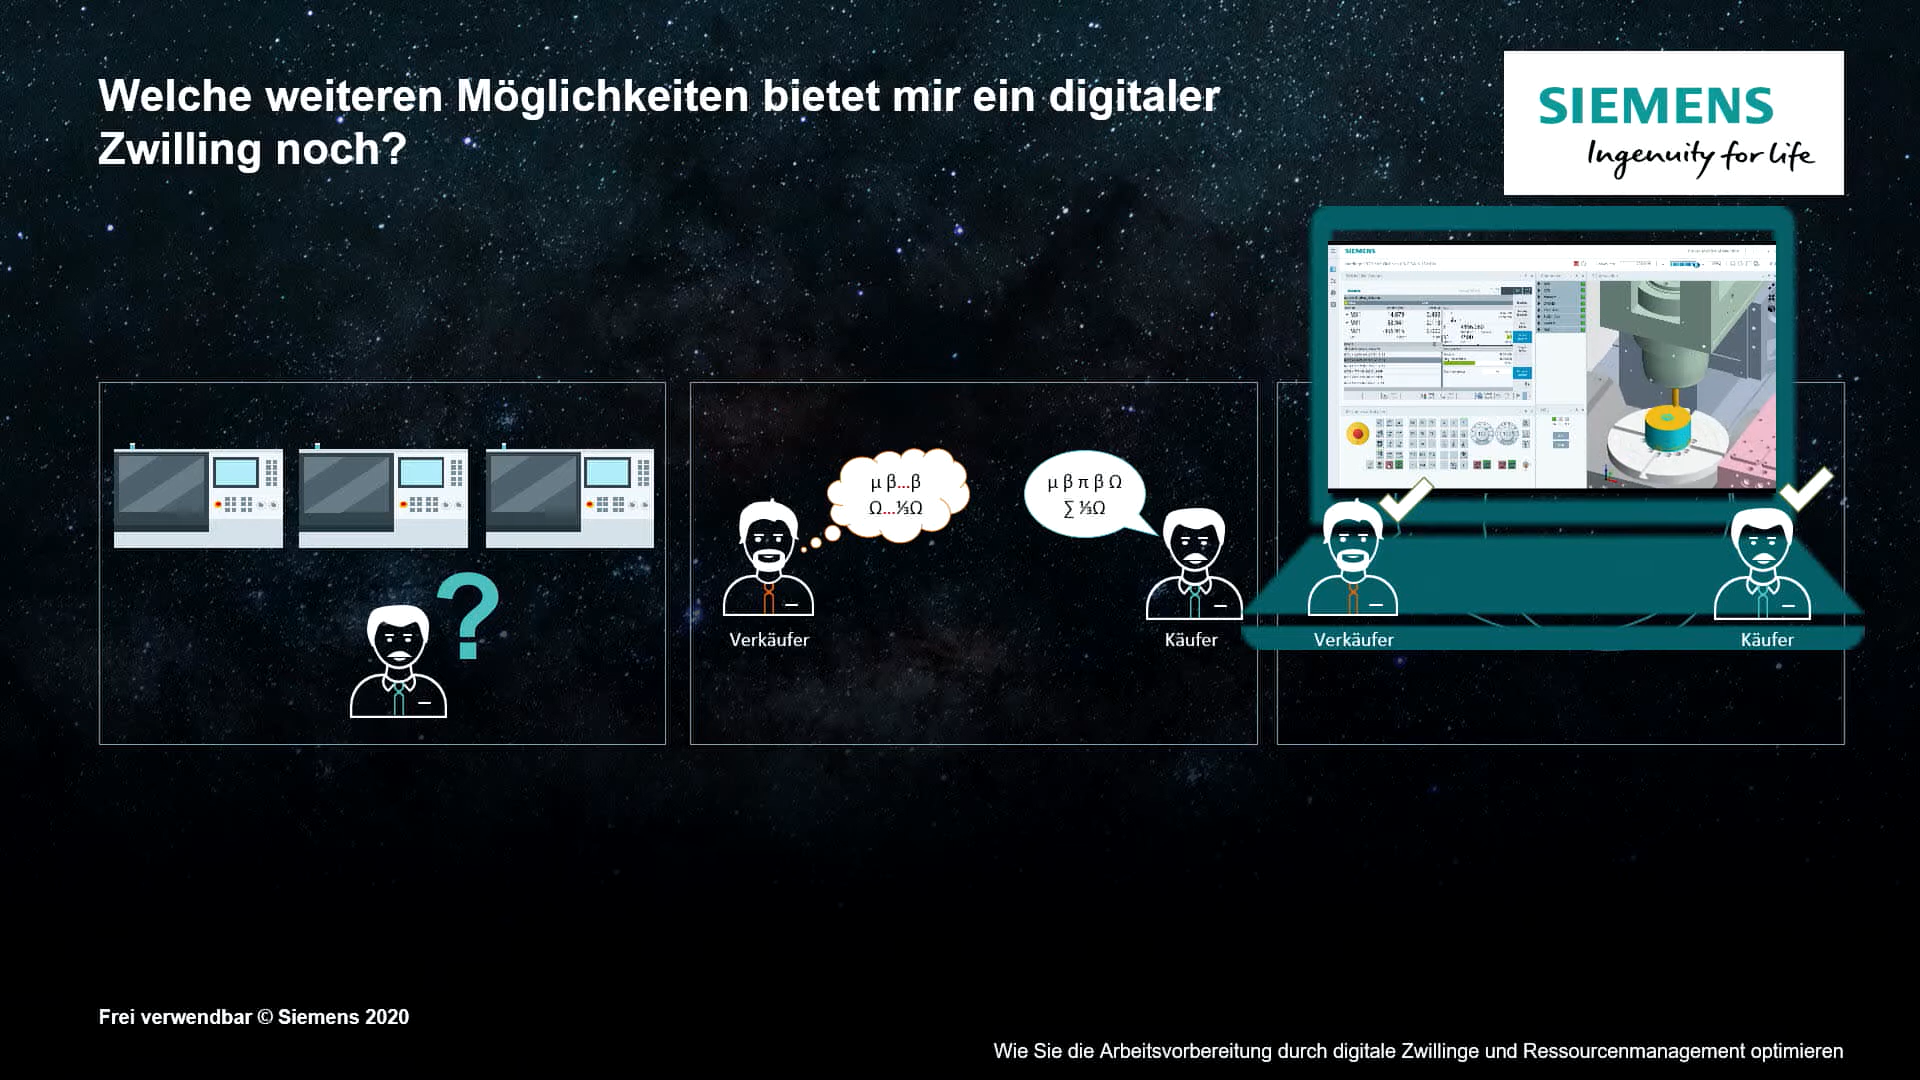 Welche weiteren Möglichkeiten bietet mir ein digitaler
Zwilling noch?
SIEMENS
Ingenuity for life
SIEMENS
μ β...β
Ω...⅓Ω
μ β π β Ω
∑ ⅓Ω
?
Verkäufer
Käufer
Verkäufer
Käufer
Frei verwendbar © Siemens 2020
Wie Sie die Arbeitsvorbereitung durch digitale Zwillinge und Ressourcenmanagement optimieren